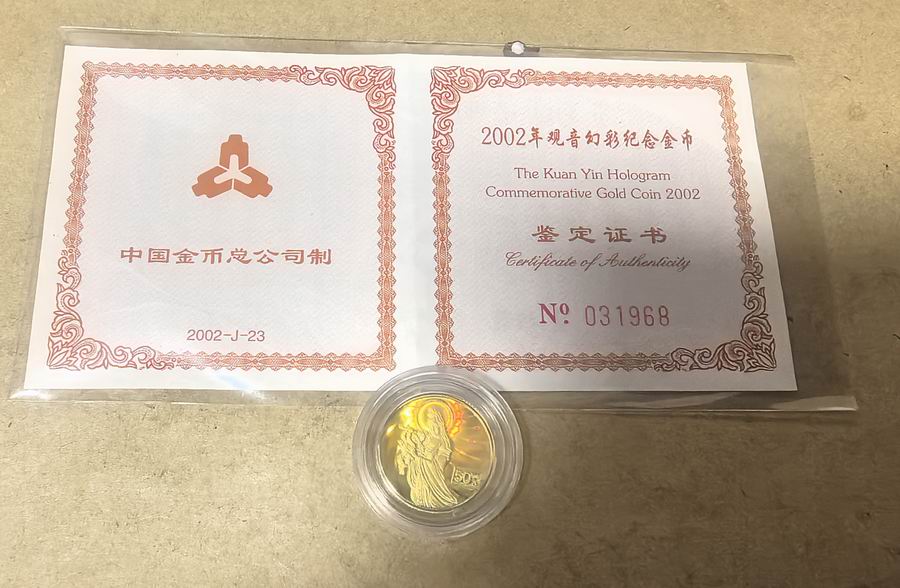 中国金币总公司制
2002-J-23
2002年观音幻彩纪念金币
The Kuan Yin Hologram
Commemorative Gold Coin 2002
鉴定证书
Certificate of Authenticity
Nº 031968
50元